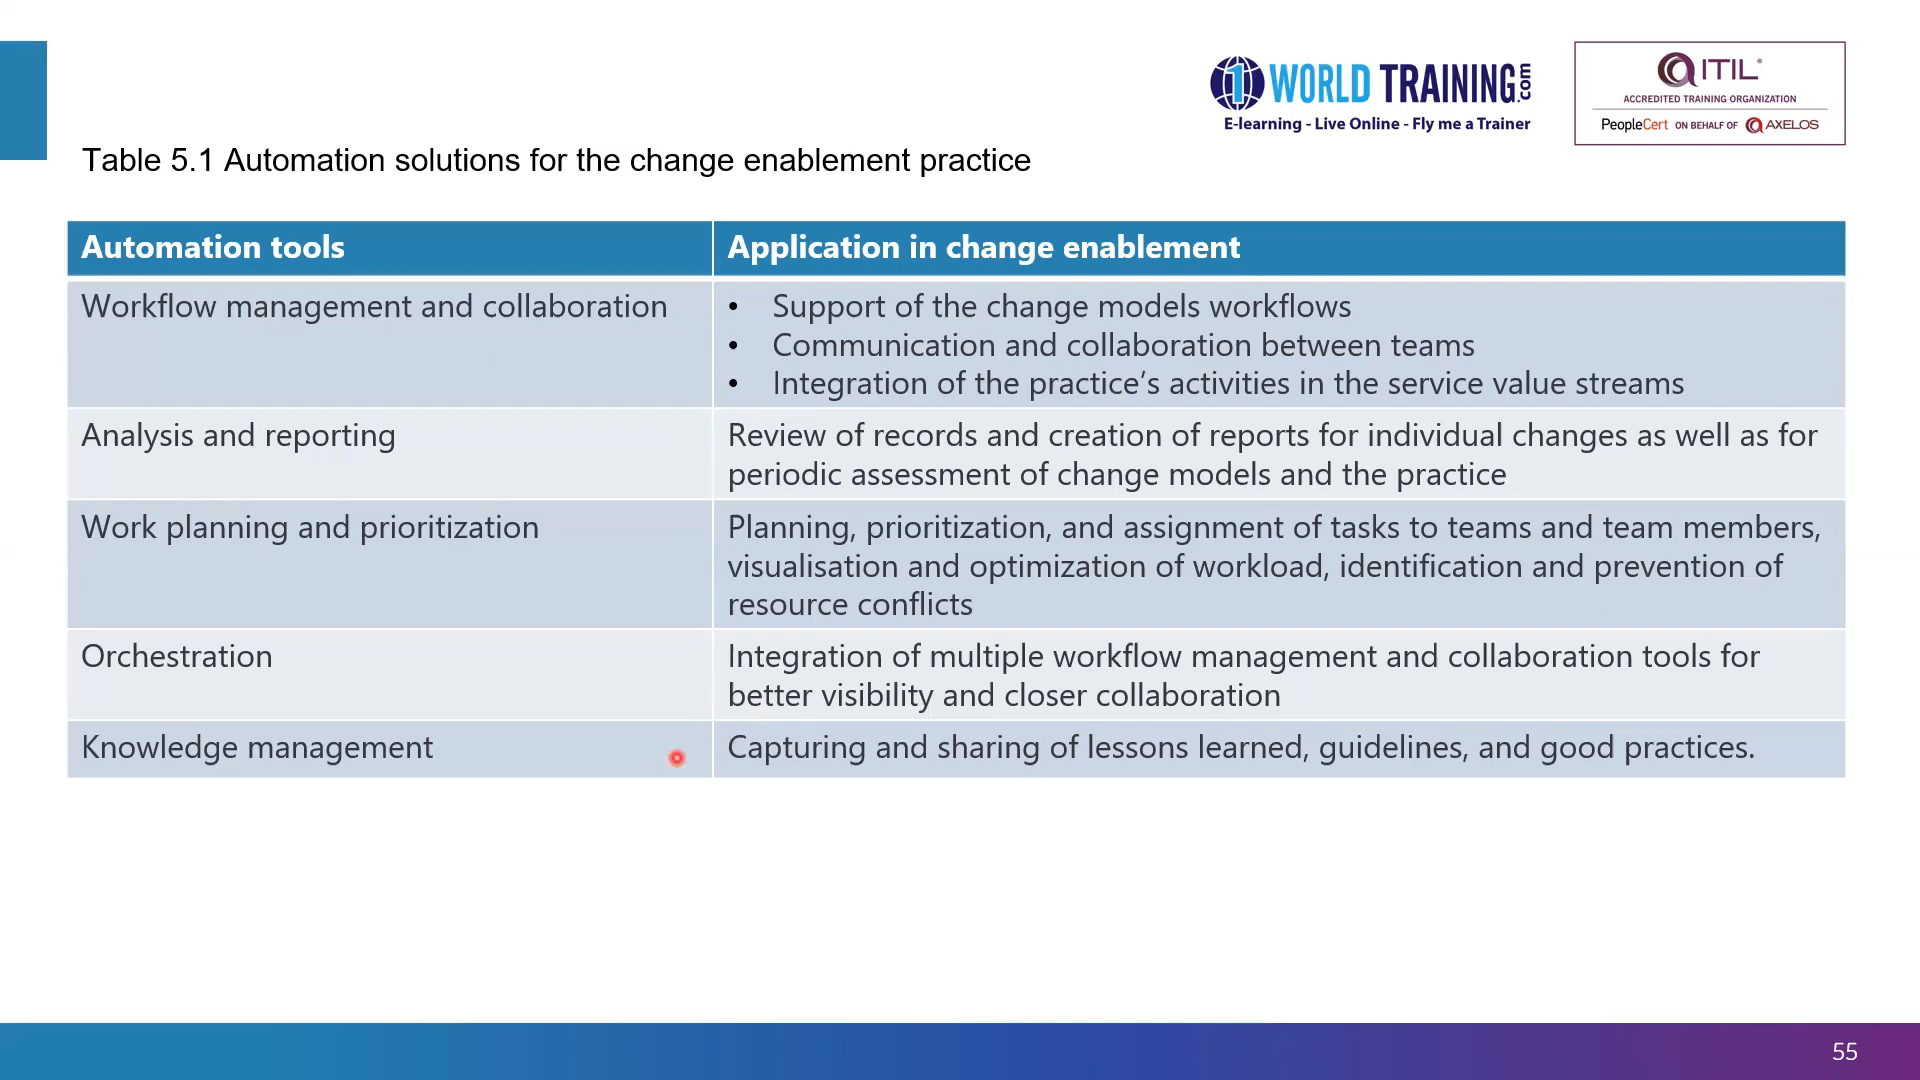 1 WORLD TRAINING.com
E-learning - Live Online - Fly me a Trainer
ITIL®
ACCREDITED TRAINING ORGANIZATION
PeopleCert ON BEHALF OF AXELOS
Table 5.1 Automation solutions for the change enablement practice
Automation tools
Application in change enablement
Workflow management and collaboration
• Support of the change models workflows
• Communication and collaboration between teams
• Integration of the practice’s activities in the service value streams
Analysis and reporting
Review of records and creation of reports for individual changes as well as for
periodic assessment of change models and the practice
Work planning and prioritization
Planning, prioritization, and assignment of tasks to teams and team members,
visualisation and optimization of workload, identification and prevention of
resource conflicts
Orchestration
Integration of multiple workflow management and collaboration tools for
better visibility and closer collaboration
Knowledge management
Capturing and sharing of lessons learned, guidelines, and good practices.
55